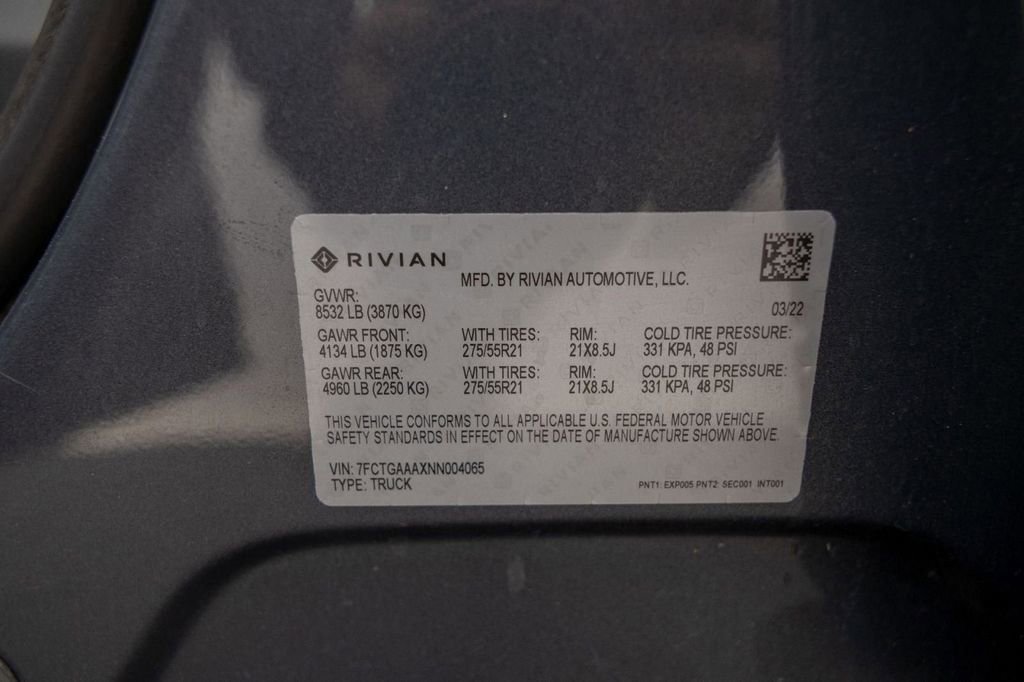 RIVIAN
MFD. BY RIVIAN AUTOMOTIVE, LLC.
GVWR:
8532 LB (3870 KG)
03/22
GAWR FRONT: WITH TIRES: RIM: COLD TIRE PRESSURE:
4134 LB (1875 KG) 275/55R21 21X8.5J 331 KPA, 48 PSI
GAWR REAR: WITH TIRES: RIM: COLD TIRE PRESSURE:
4960 LB (2250 KG) 275/55R21 21X8.5J 331 KPA, 48 PSI
THIS VEHICLE CONFORMS TO ALL APPLICABLE U.S. FEDERAL MOTOR VEHICLE
SAFETY STANDARDS IN EFFECT ON THE DATE OF MANUFACTURE SHOWN ABOVE.
VIN: 7FCTGAAAXNN004065
TYPE: TRUCK
PNT1: EXP005 PNT2: SEC001 INT001